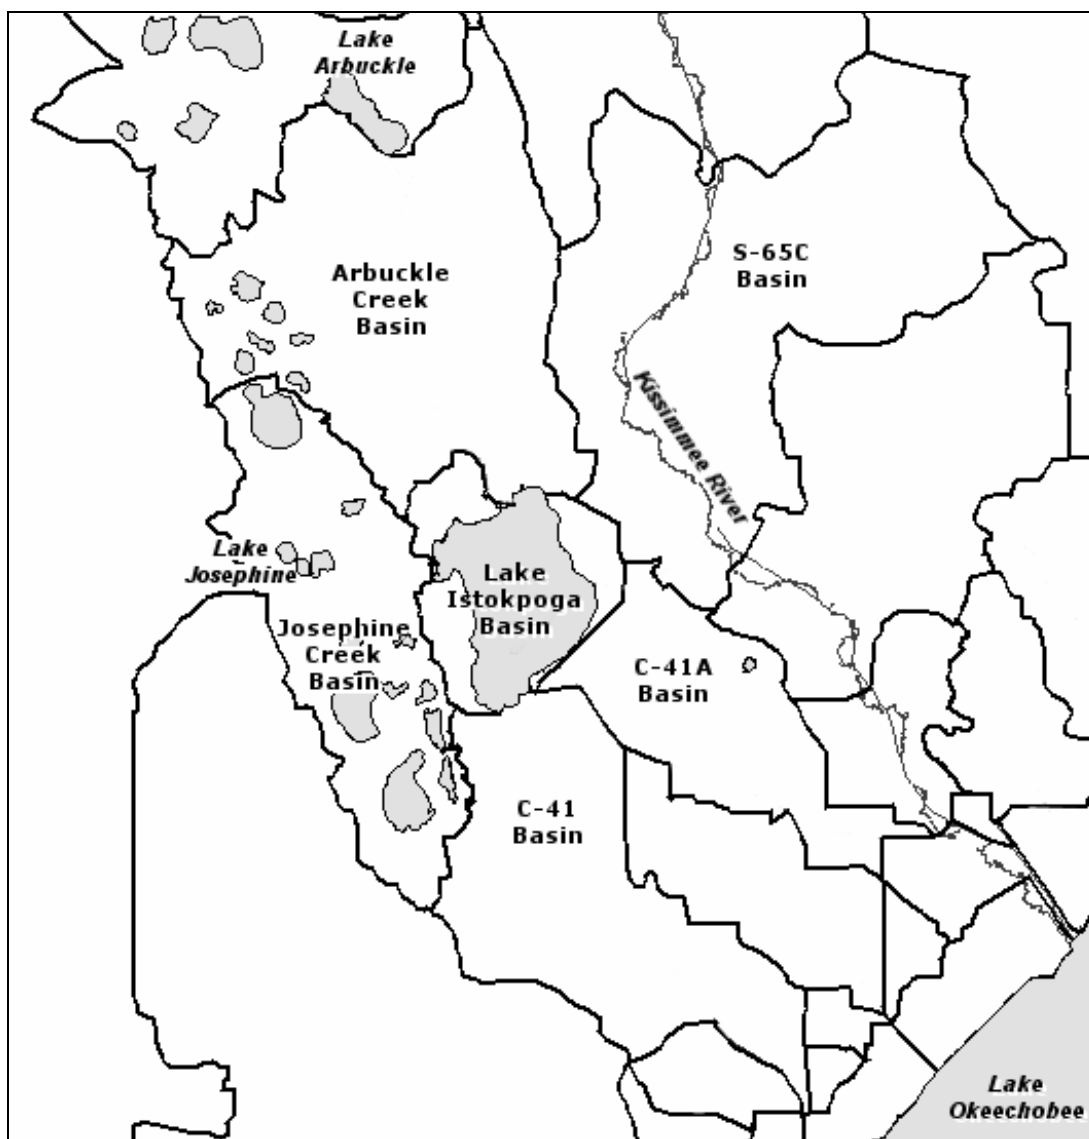 Lake
Arbuckle
S-65C
Basin
Arbuckle
Creek
Basin
Kissimmee River
Lake
Josephine
Lake
Istokpoga
Basin
Josephine
Creek
Basin
C-41A
Basin
C-41
Basin
Lake
Okeechobee